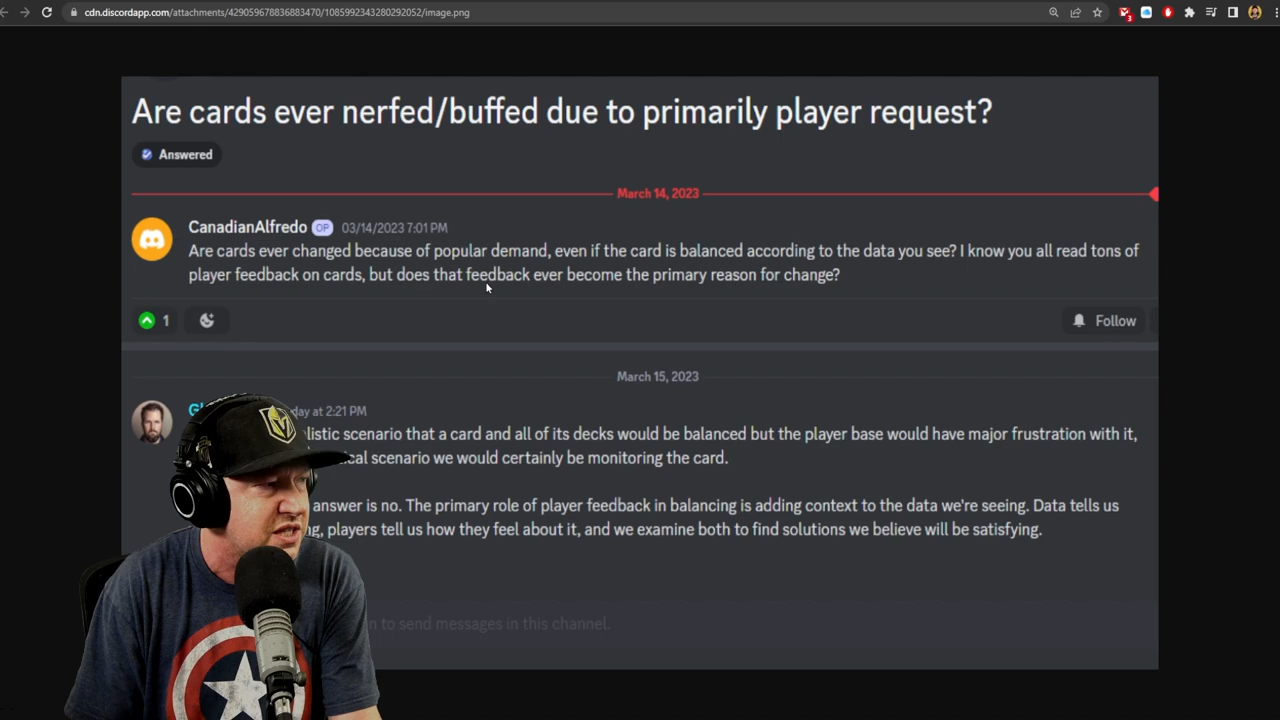 cdn.discordapp.com/attachments/429059678836883470/1085992343280292052/image.png
3
Are cards ever nerfed/buffed due to primarily player request?
Answered
March 14, 2023
CanadianAlfredo OP 03/14/2023 7:01 PM
Are cards ever changed because of popular demand, even if the card is balanced according to the data you see? I know you all read tons of
player feedback on cards, but does that feedback ever become the primary reason for change?
1
Follow
March 15, 2023
at 2:21 PM
scenario that a card and all of its decks would be balanced but the player base would have major frustration with it,
scenario we would certainly be monitoring the card.
answer is no. The primary role of player feedback in balancing is adding context to the data we're seeing. Data tells us
players tell us how they feel about it, and we examine both to find solutions we believe will be satisfying.
to send messages in this channel.